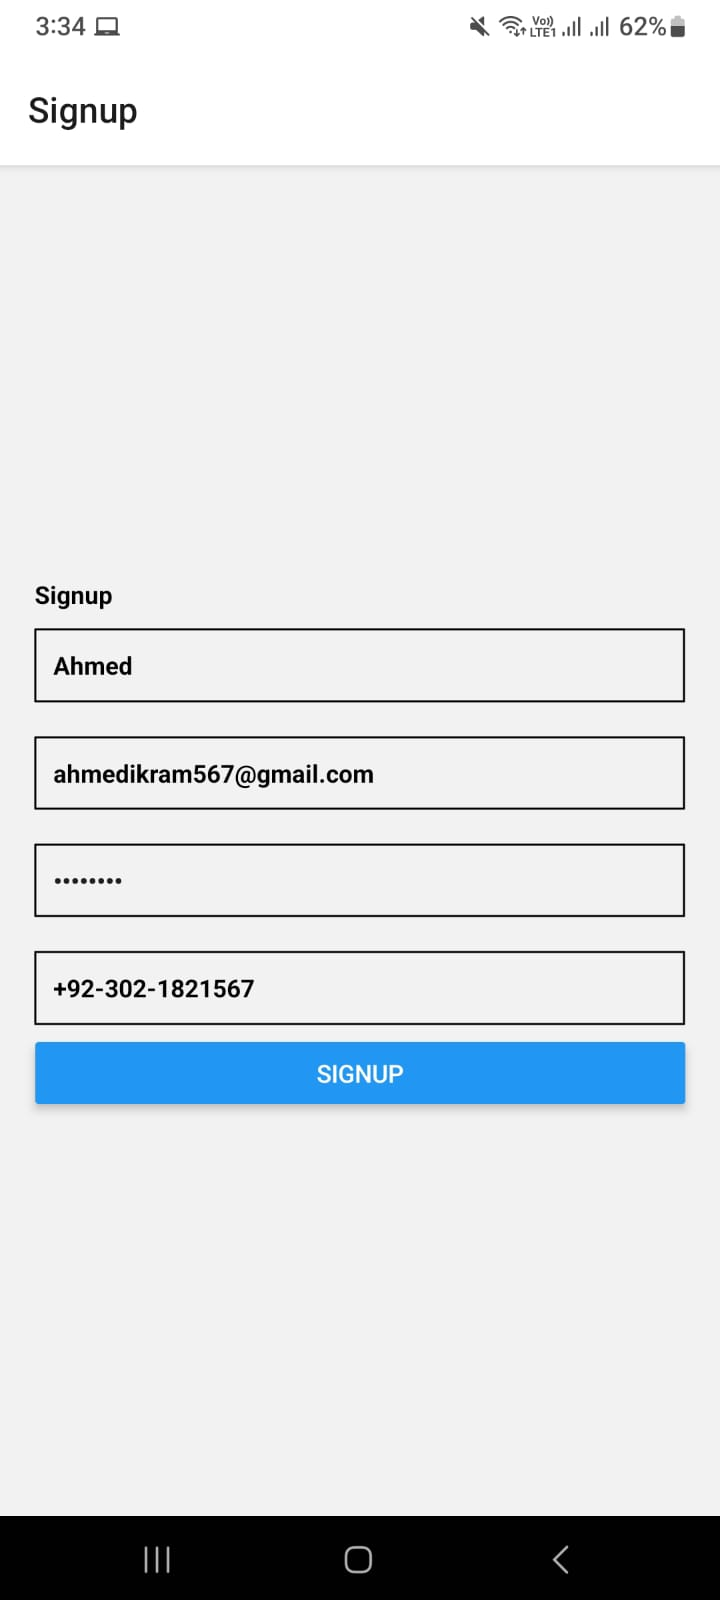 3:34 Vo)) LTE1 62%
Signup
Signup
Ahmed
ahmedikram567@gmail.com
••••••••
+92-302-1821567
SIGNUP